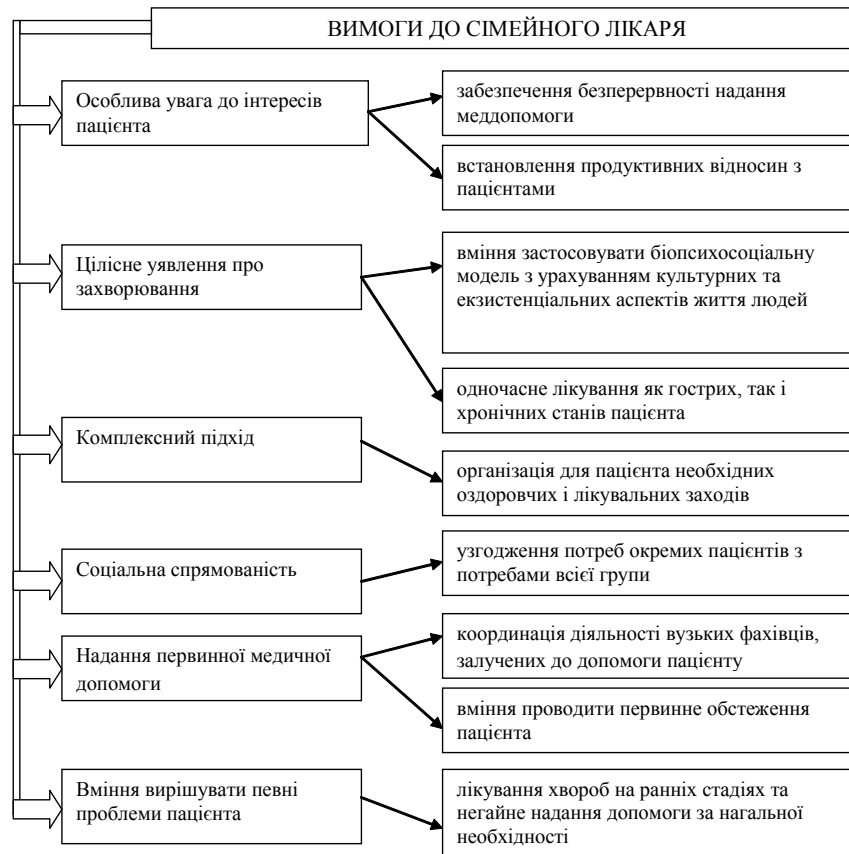 ВИМОГИ ДО СІМЕЙНОГО ЛІКАРЯ
Особлива увага до інтересів
пацієнта
забезпечення безперервності надання
меддопомоги
встановлення продуктивних відносин з
пацієнтами
Цілісне уявлення про
захворювання
вміння застосовувати біопсихосоціальну
модель з урахуванням культурних та
екзистенціальних аспектів життя людей
одночасне лікування як гострих, так і
хронічних станів пацієнта
Комплексний підхід
організація для пацієнта необхідних
оздоровчих і лікувальних заходів
Соціальна спрямованість
узгодження потреб окремих пацієнтів з
потребами всієї групи
Надання первинної медичної
допомоги
координація діяльності вузьких фахівців,
залучених до допомоги пацієнту
вміння проводити первинне обстеження
пацієнта
Вміння вирішувати певні
проблеми пацієнта
лікування хвороб на ранніх стадіях та
негайне надання допомоги за нагальної
необхідності